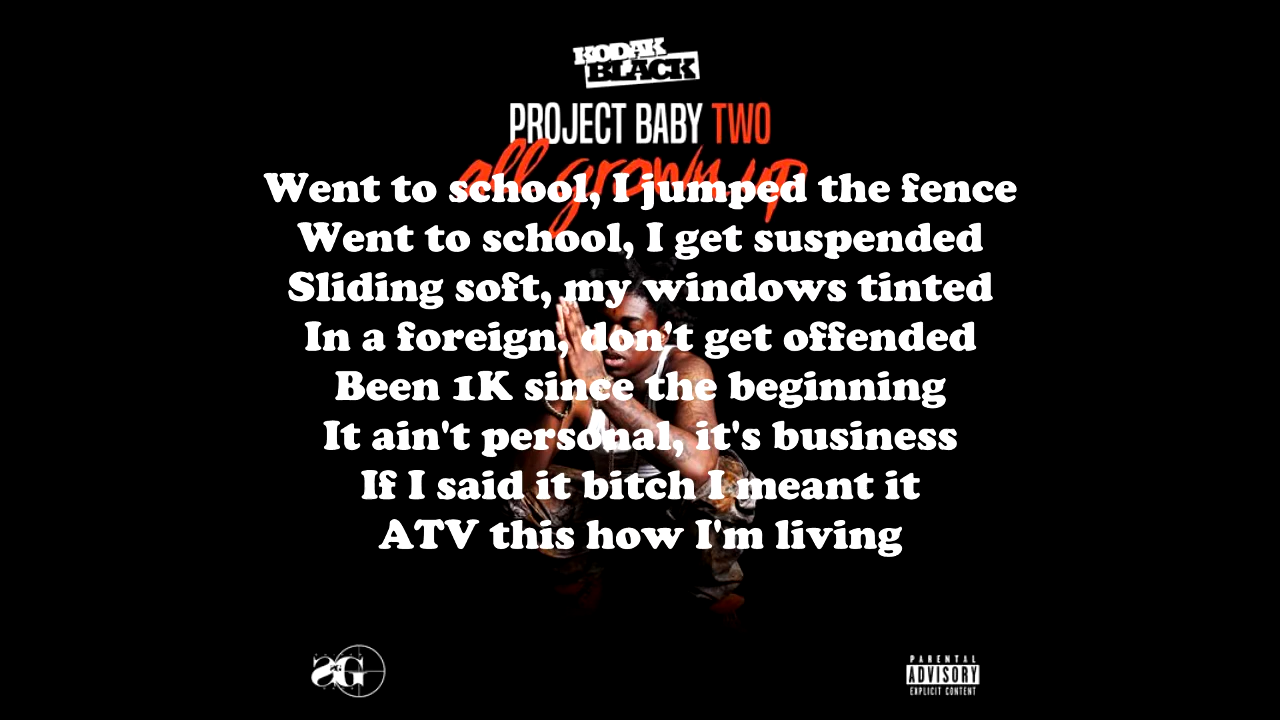 KODAK
BLACK
PROJECT BABY TWO
all grown up
Went to school, I jumped the fence
Went to school, I get suspended
Sliding soft, my windows tinted
In a foreign, don't get offended
Been 1K since the beginning
It ain't personal, it's business
If I said it bitch I meant it
ATV this how I'm living
SG
PARENTAL
ADVISORY
EXPLICIT CONTENT